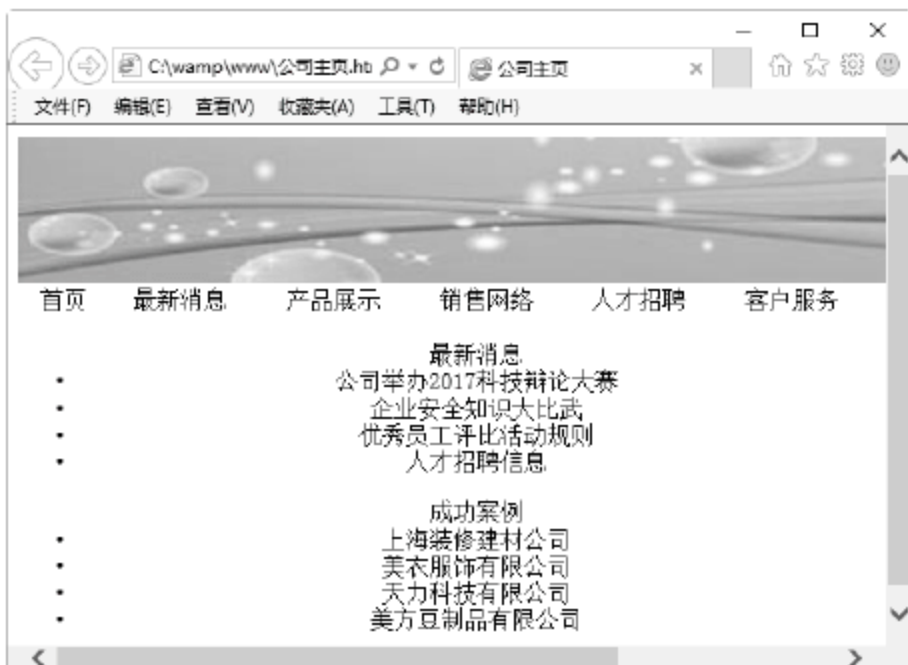 C:\wamp\www\公司主页.ht
公司主页
文件(F) 编辑(E) 查看(V) 收藏夹(A) 工具(T) 帮助(H)
首页 最新消息 产品展示 销售网络 人才招聘 客户服务
最新消息
• 公司举办2017科技辩论大赛
• 企业安全知识大比武
• 优秀员工评比活动规则
• 人才招聘信息
成功案例
• 上海装修建材公司
• 美衣服饰有限公司
• 天力科技有限公司
• 美方豆制品有限公司